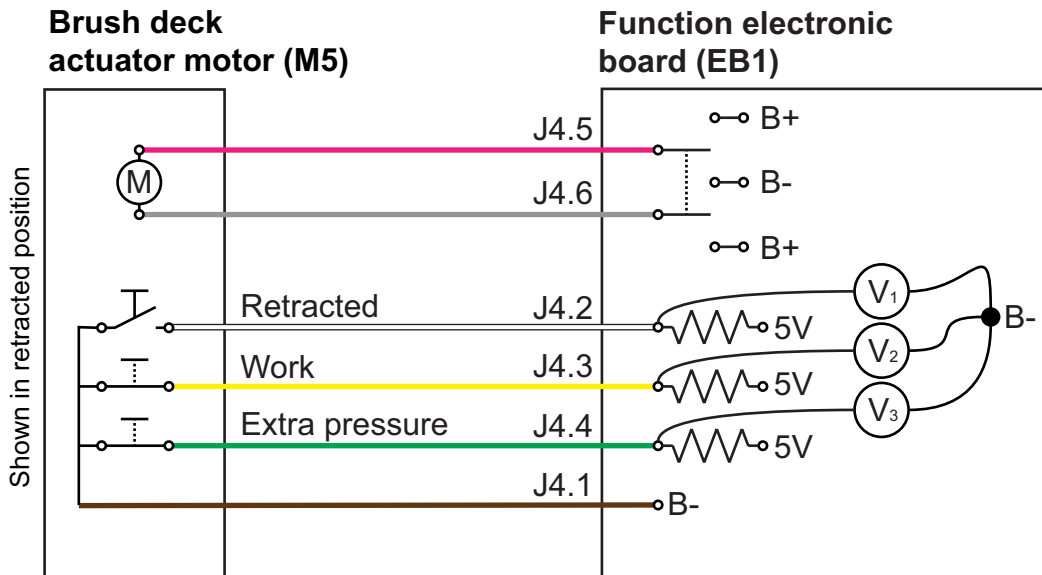 Brush deck
actuator motor (M5)
Function electronic
board (EB1)
Shown in retracted position
M
J4.5
J4.6
B+
B-
B+
Retracted
J4.2
5V
V1
B-
Work
J4.3
5V
V2
Extra pressure
J4.4
5V
V3
J4.1
B-